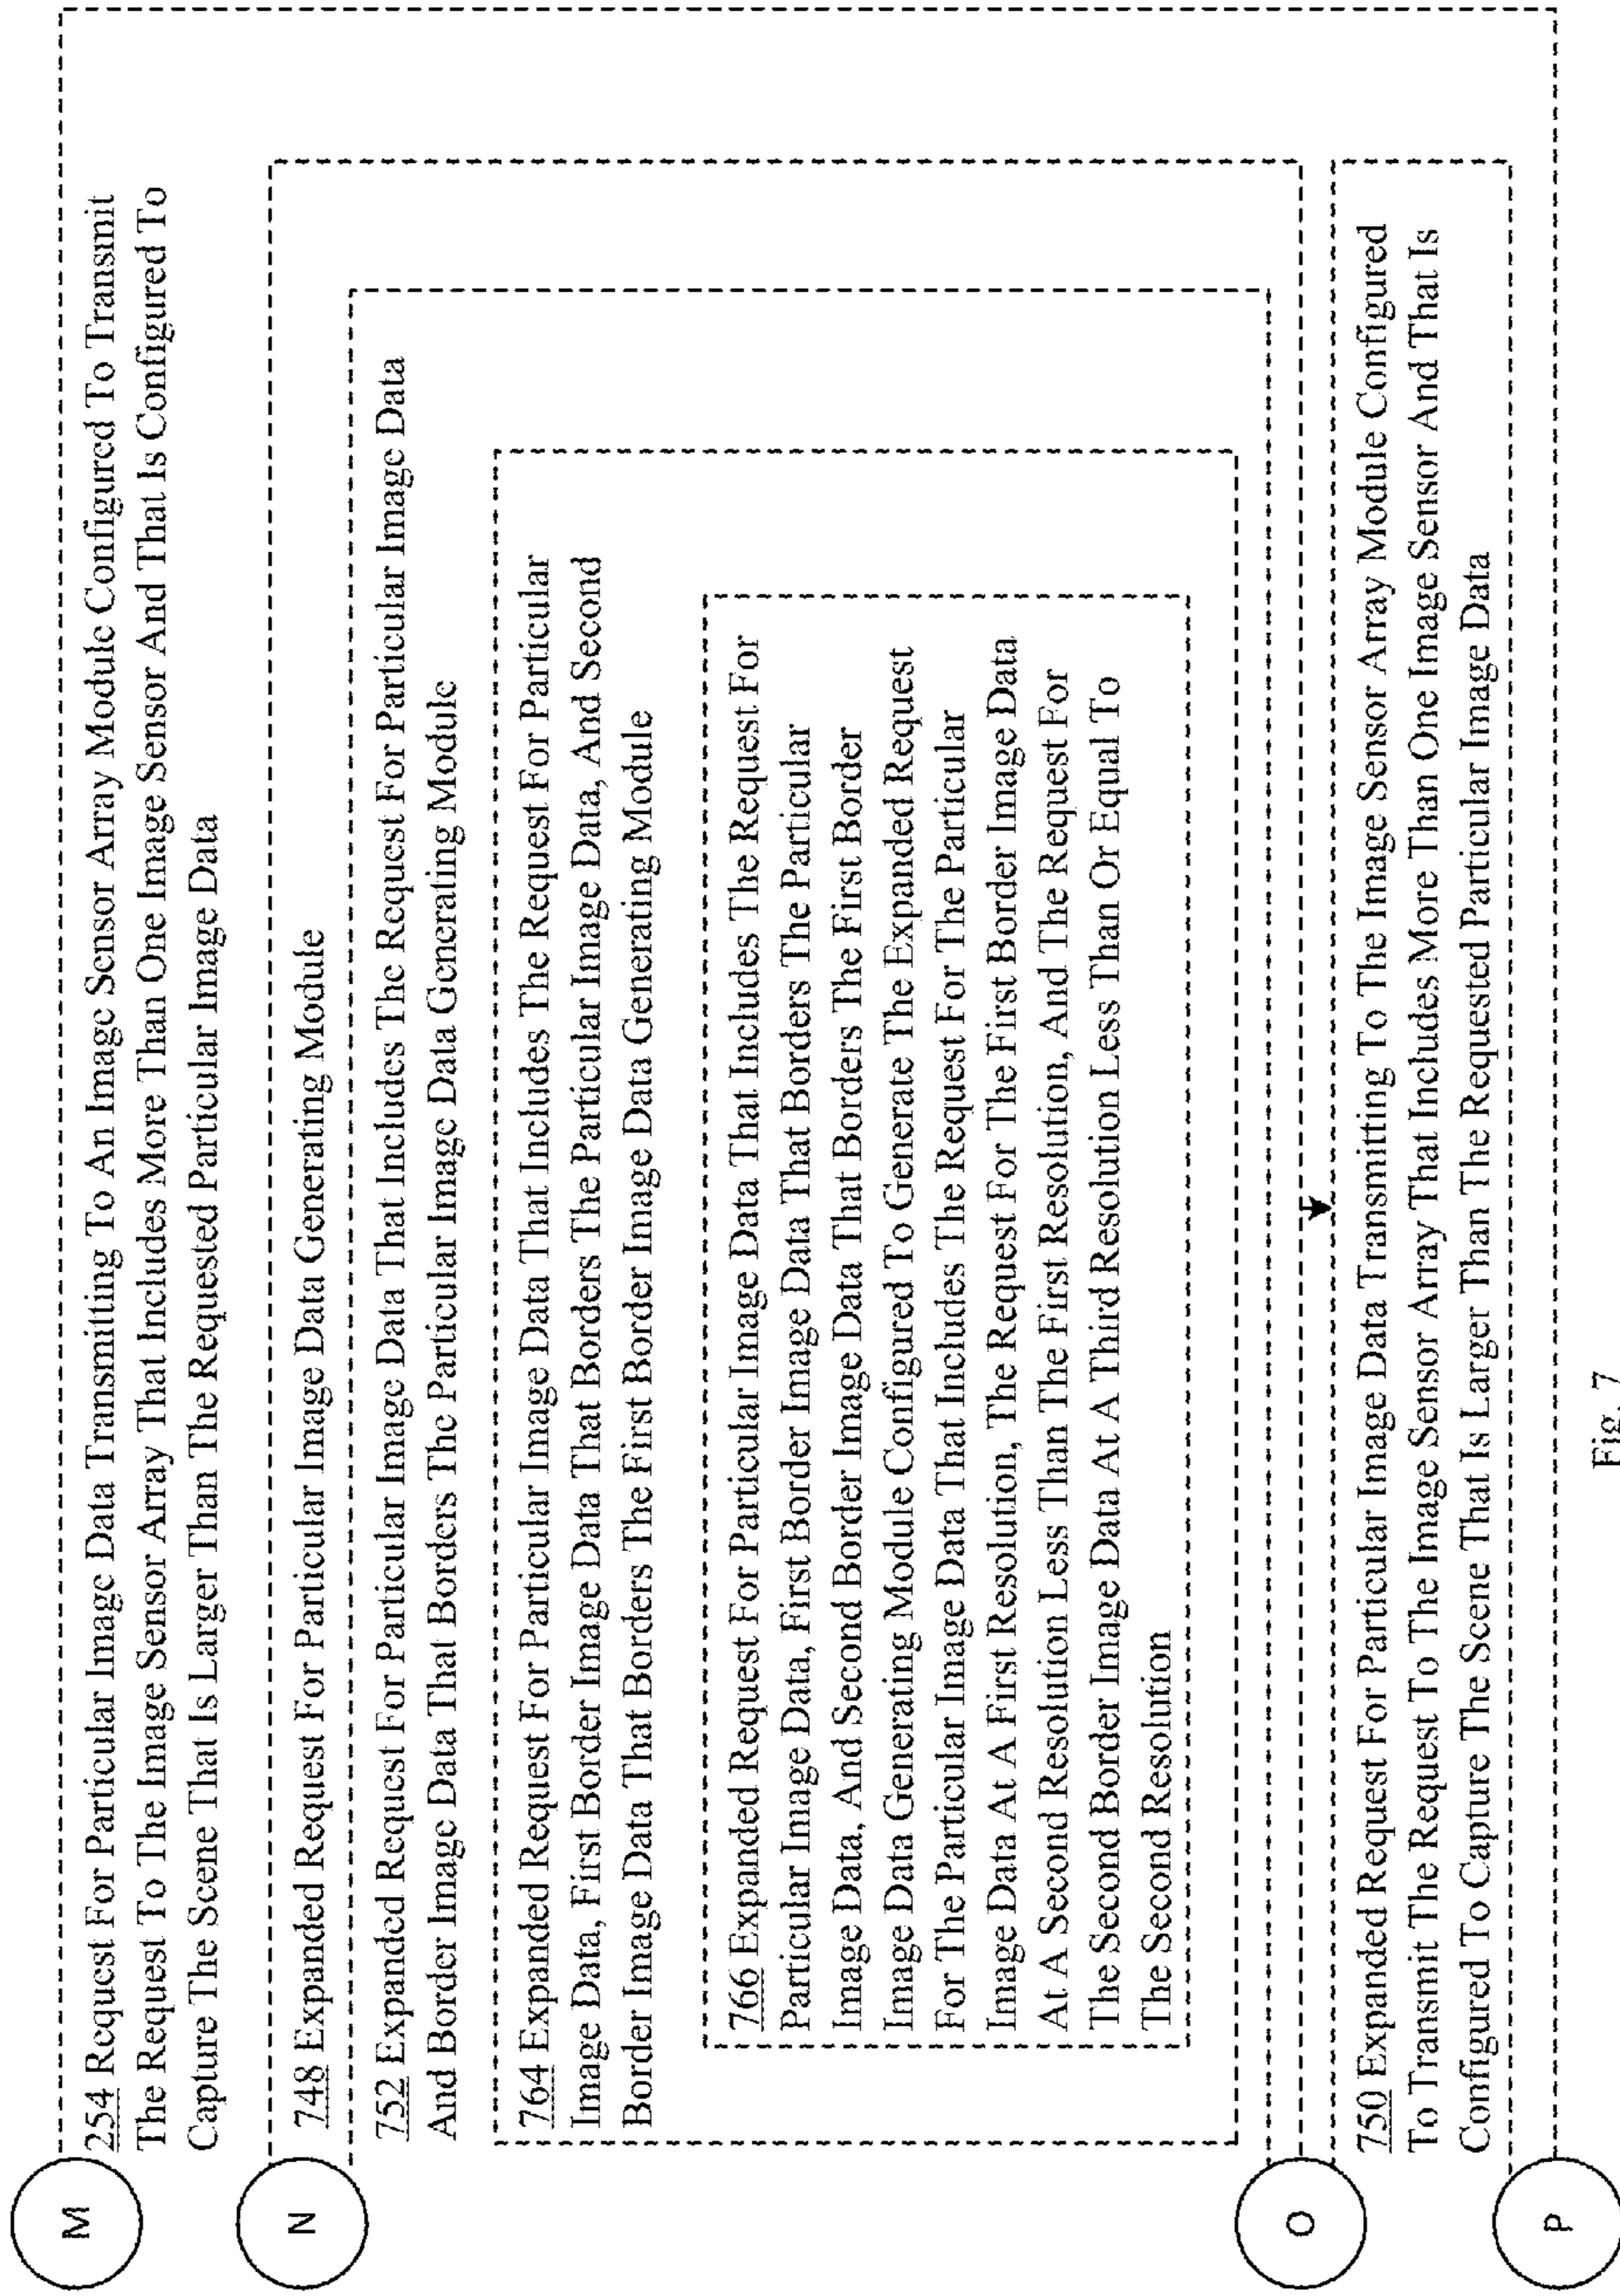 M
254 Request For Particular Image Data Transmitting To An Image Sensor Array Module Configured To Transmit
The Request To The Image Sensor Array That Includes More Than One Image Sensor And That Is Configured To
Capture The Scene That Is Larger Than The Requested Particular Image Data
N
748 Expanded Request For Particular Image Data Generating Module
752 Expanded Request For Particular Image Data That Includes The Request For Particular Image Data
And Border Image Data That Borders The Particular Image Data Generating Module
764 Expanded Request For Particular Image Data That Includes The Request For Particular
Image Data, First Border Image Data That Borders The Particular Image Data, And Second
Border Image Data That Borders The First Border Image Data Generating Module
766 Expanded Request For Particular Image Data That Includes The Request For
Particular Image Data, First Border Image Data That Borders The Particular
Image Data, And Second Border Image Data That Borders The First Border
Image Data Generating Module Configured To Generate The Expanded Request
For The Particular Image Data That Includes The Request For The Particular
Image Data At A First Resolution, The Request For The First Border Image Data
At A Second Resolution Less Than The First Resolution, And The Request For
The Second Border Image Data At A Third Resolution Less Than Or Equal To
The Second Resolution
O
750 Expanded Request For Particular Image Data Transmitting To The Image Sensor Array Module Configured
To Transmit The Request To The Image Sensor Array That Includes More Than One Image Sensor And That Is
Configured To Capture The Scene That Is Larger Than The Requested Particular Image Data
P
Fig. 7